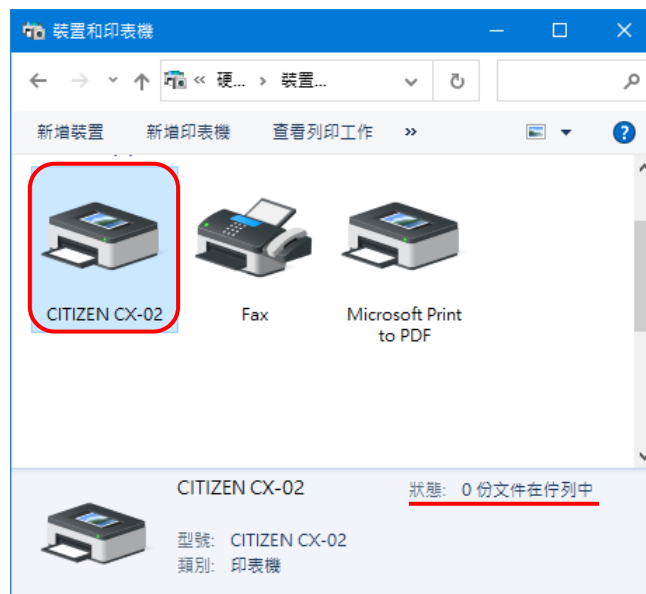 裝置和印表機
« 硬... › 裝置...
新增裝置 新增印表機 查看列印工作 »
CITIZEN CX-02
Fax
Microsoft Print
to PDF
CITIZEN CX-02 狀態: 0 份文件在佇列中
型號: CITIZEN CX-02
類別: 印表機